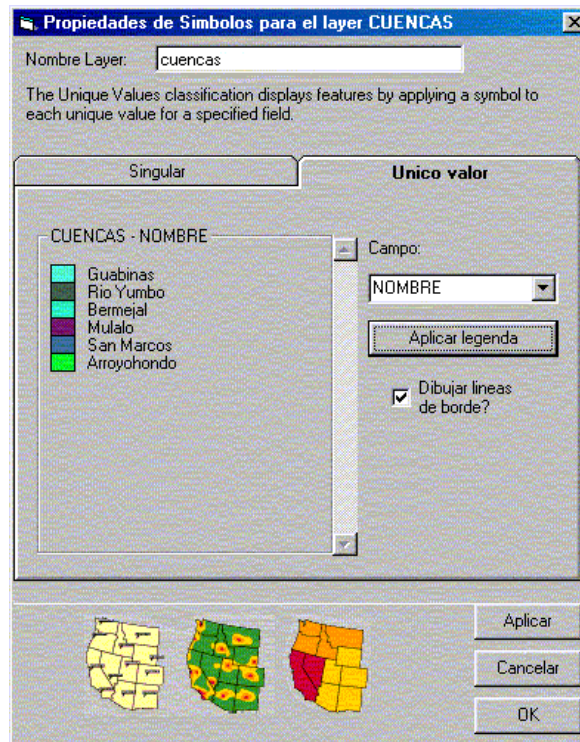 Propiedades de Simbolos para el layer CUENCAS
Nombre Layer: cuencas
The Unique Values classification displays features by applying a symbol to
each unique value for a specified field.
Singular
Unico valor
CUENCAS - NOMBRE
Guabinas
Rio Yumbo
Bermejal
Mulalo
San Marcos
Arroyohondo
Campo:
NOMBRE
Aplicar legenda
Dibujar lineas
de borde?
Aplicar
Cancelar
OK